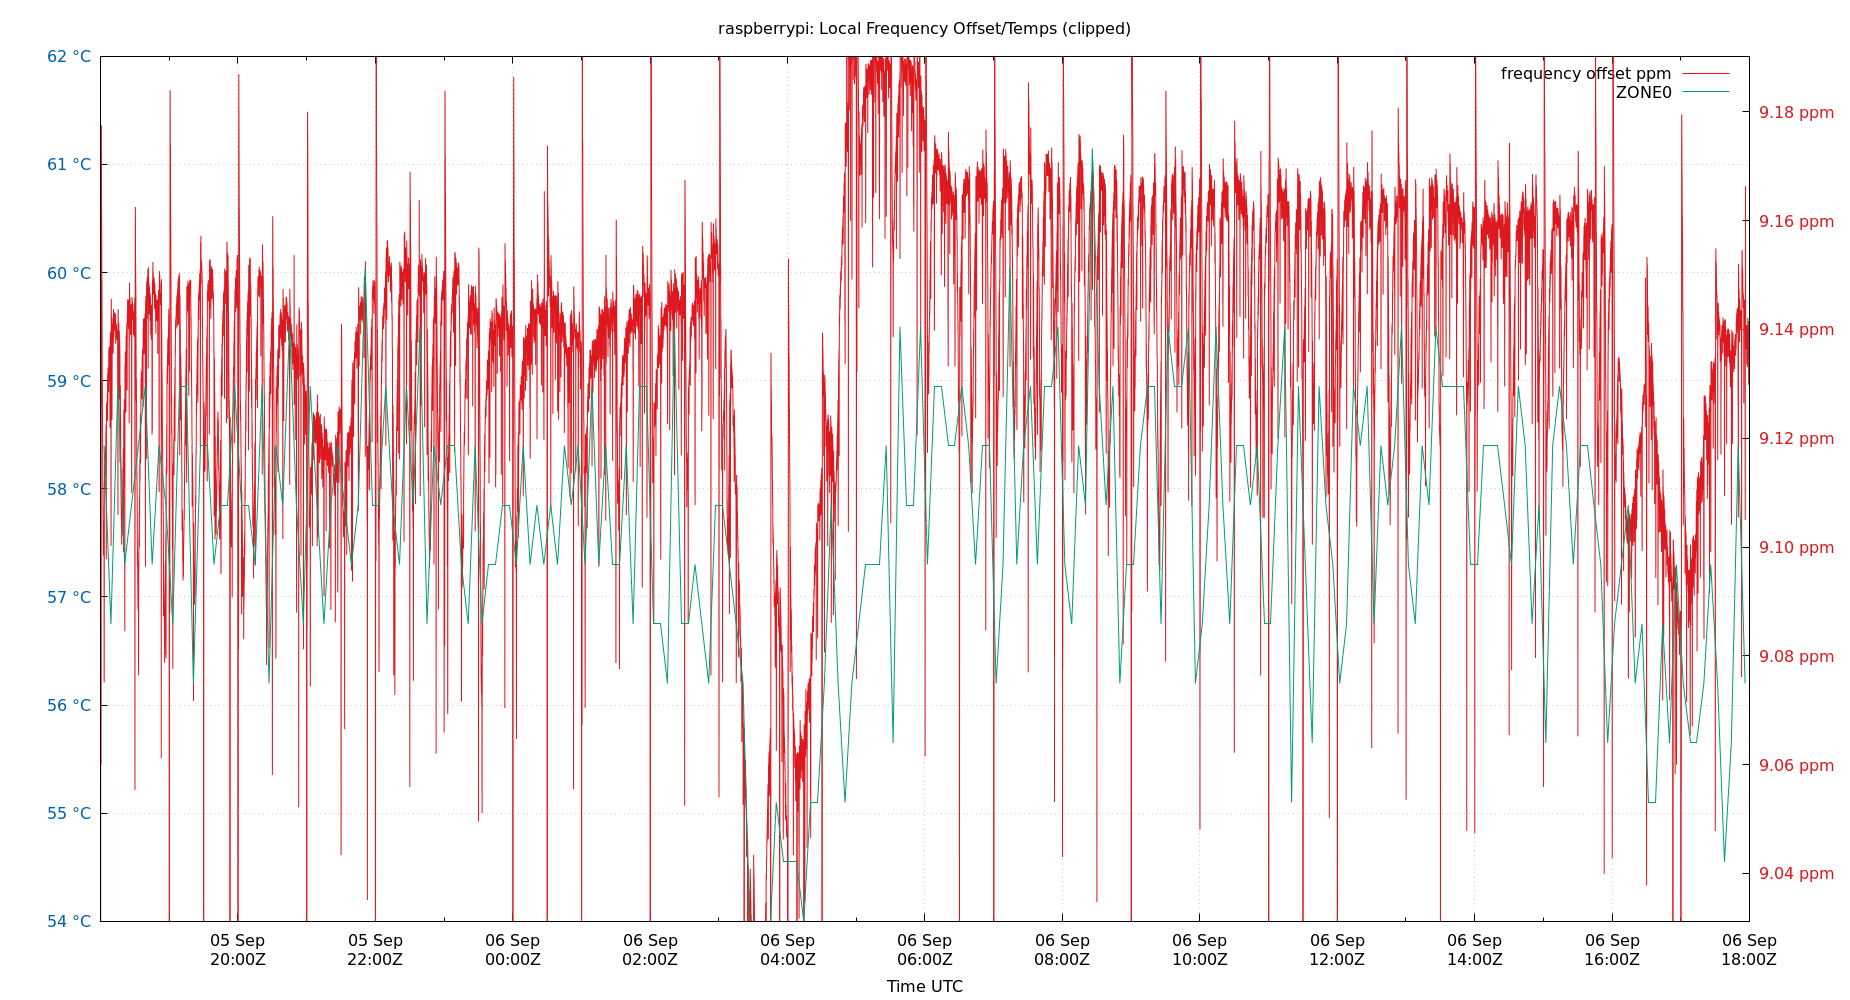 raspberrypi: Local Frequency Offset/Temps (clipped)
62 °C
61 °C
60 °C
59 °C
58 °C
57 °C
56 °C
55 °C
54 °C
frequency offset ppm
ZONE0
9.18 ppm
9.16 ppm
9.14 ppm
9.12 ppm
9.10 ppm
9.08 ppm
9.06 ppm
9.04 ppm
05 Sep
20:00Z
05 Sep
22:00Z
06 Sep
00:00Z
06 Sep
02:00Z
06 Sep
04:00Z
06 Sep
06:00Z
06 Sep
08:00Z
06 Sep
10:00Z
06 Sep
12:00Z
06 Sep
14:00Z
06 Sep
16:00Z
06 Sep
18:00Z
Time UTC